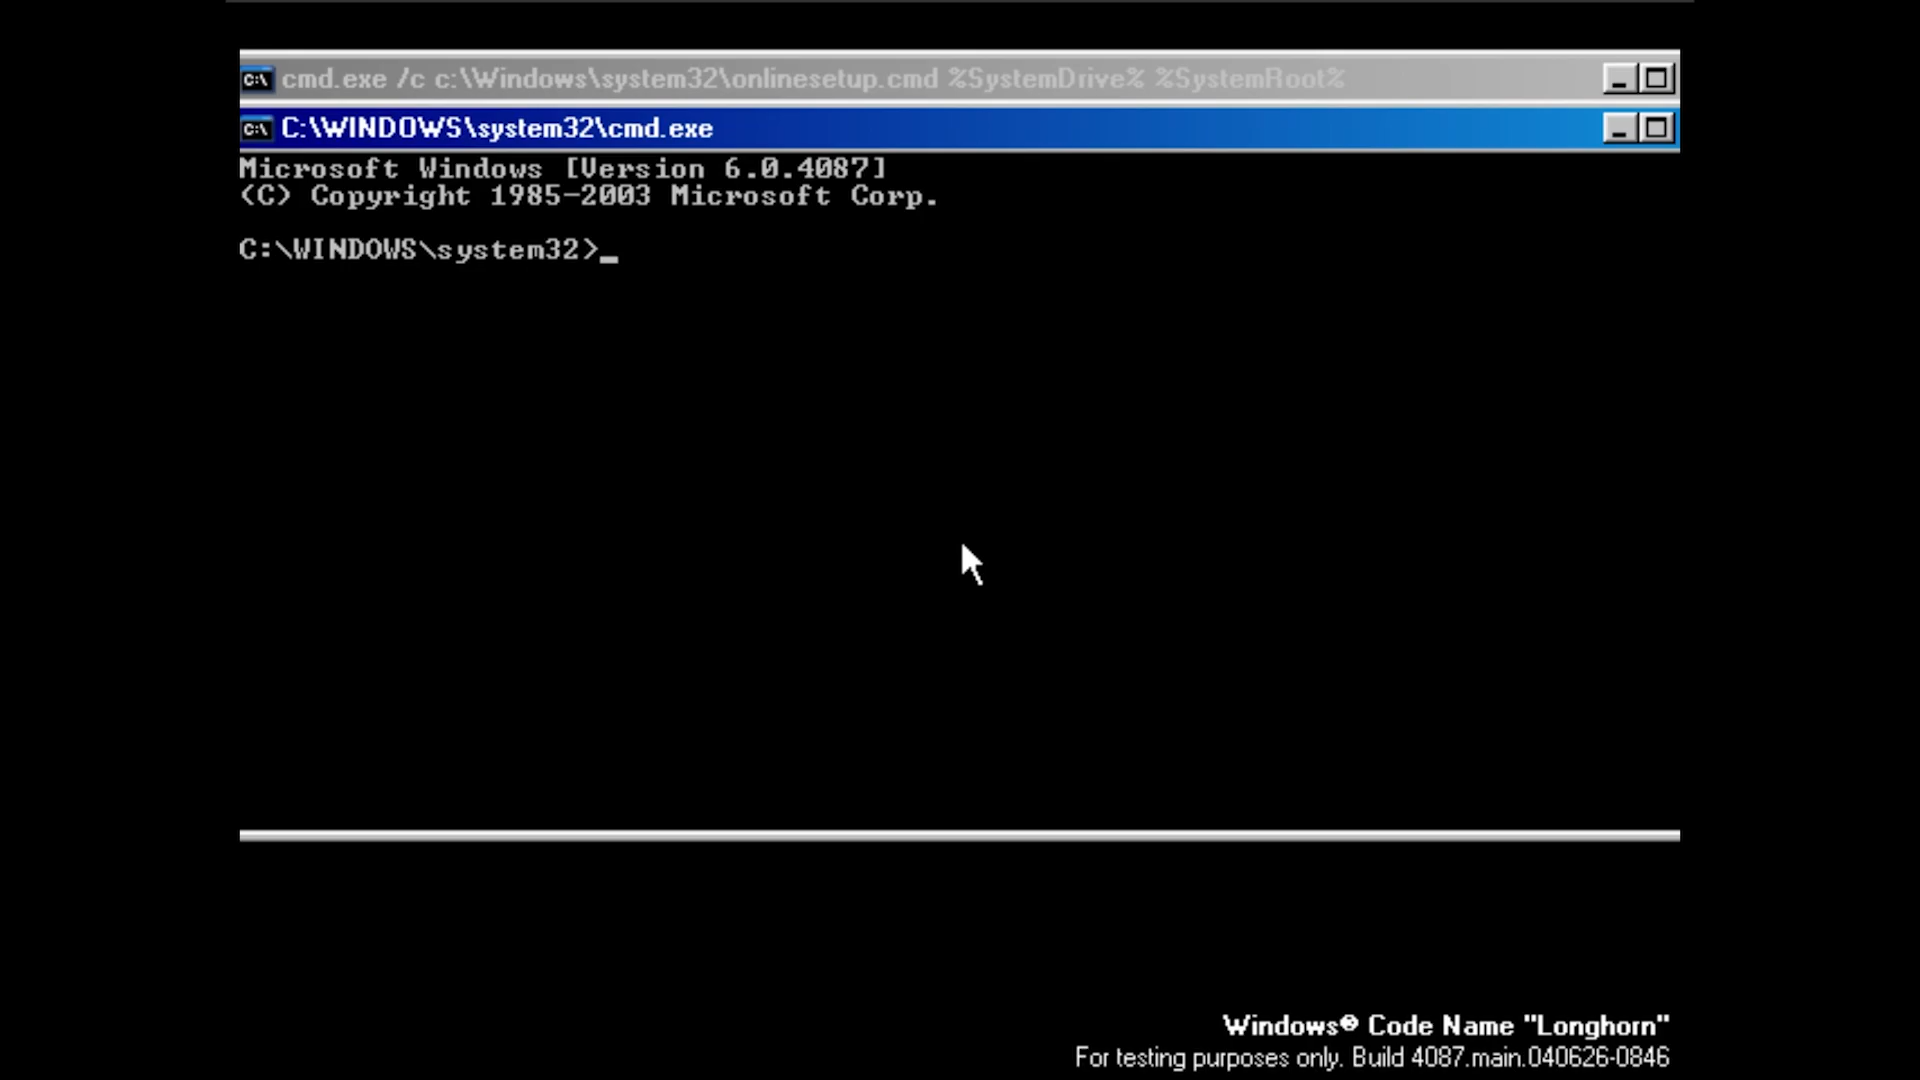 cmd.exe /c c:\Windows\system32\onlinesetup.cmd %SystemDrive% %SystemRoot%
C:\WINDOWS\system32\cmd.exe
Microsoft Windows [Version 6.0.4087]
(C) Copyright 1985-2003 Microsoft Corp.
C:\WINDOWS\system32>_
Windows® Code Name "Longhorn"
For testing purposes only. Build 4087.main.040626-0846